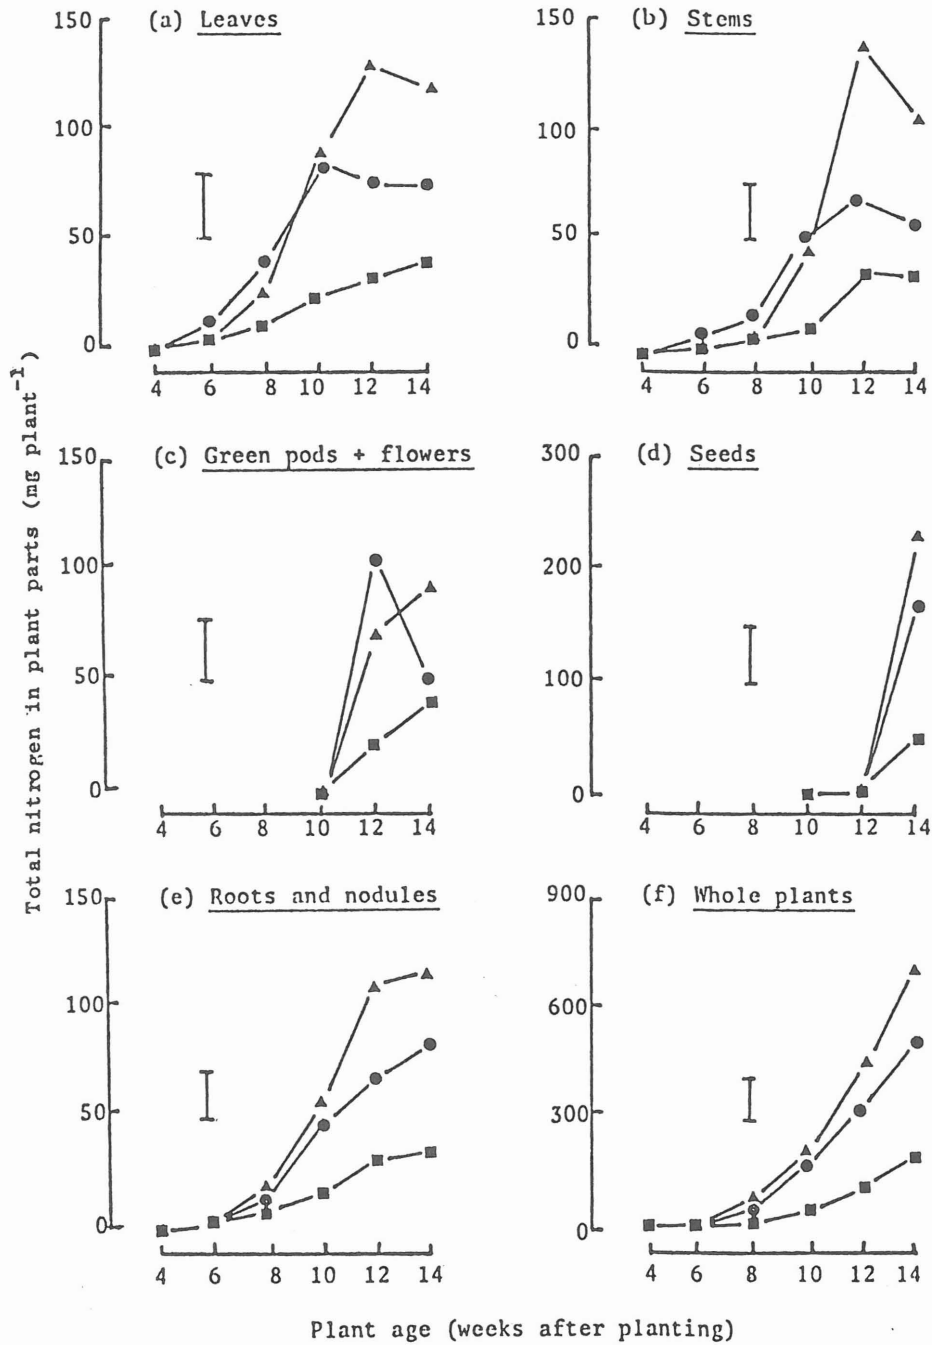 (a) Leaves
150
100
50
0
4 6 8 10 12 14
(b) Stems
150
100
50
0
4 6 8 10 12 14
(c) Green pods + flowers
150
100
50
0
4 6 8 10 12 14
(d) Seeds
300
200
100
0
4 6 8 10 12 14
(e) Roots and nodules
150
100
50
0
4 6 8 10 12 14
(f) Whole plants
900
600
300
0
4 6 8 10 12 14
Total nitrogen in plant parts (mg plant⁻¹)
Plant age (weeks after planting)